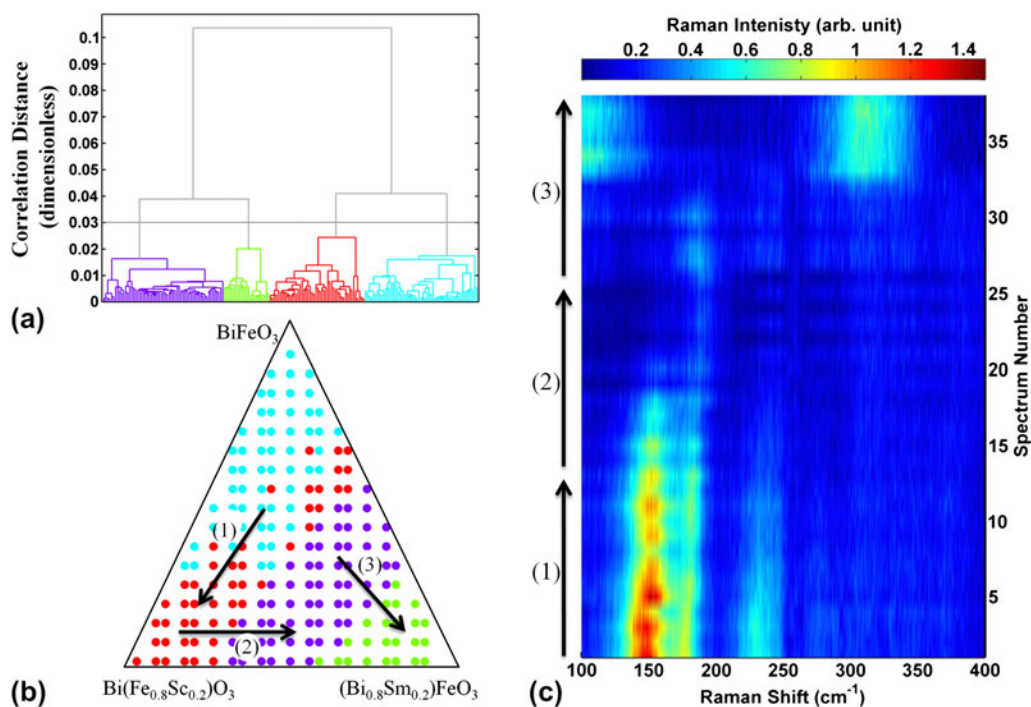 Correlation Distance
(dimensionless)
0.1
0.09
0.08
0.07
0.06
0.05
0.04
0.03
0.02
0.01
0
(a)
BiFeO3
(1)
(2)
(3)
(b)
Bi(Fe0.8Sc0.2)O3
(Bi0.8Sm0.2)FeO3
Raman Intenisty (arb. unit)
0.2 0.4 0.6 0.8 1 1.2 1.4
(3)
(2)
(1)
35
30
25
20
15
10
5
Spectrum Number
100 150 200 250 300 350 400
Raman Shift (cm-1)
(c)